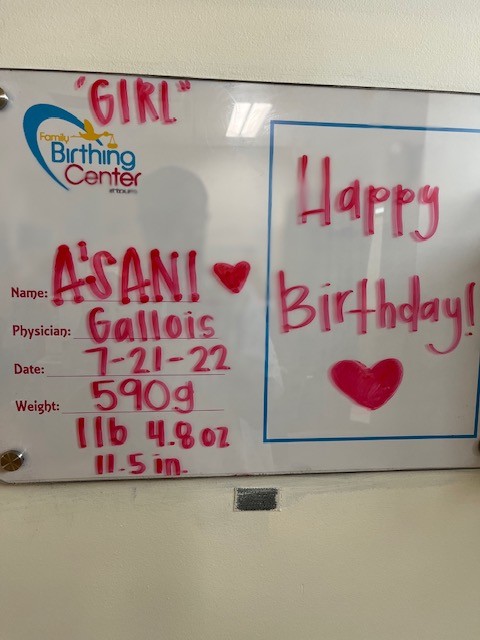 "GIRL"
Family
Birthing
Center
Name: A'SANI
Physician: Gallois
Date: 7-21-22
Weight: 590g
1lb 4.8oz
11.5 in.
Happy
Birthday!